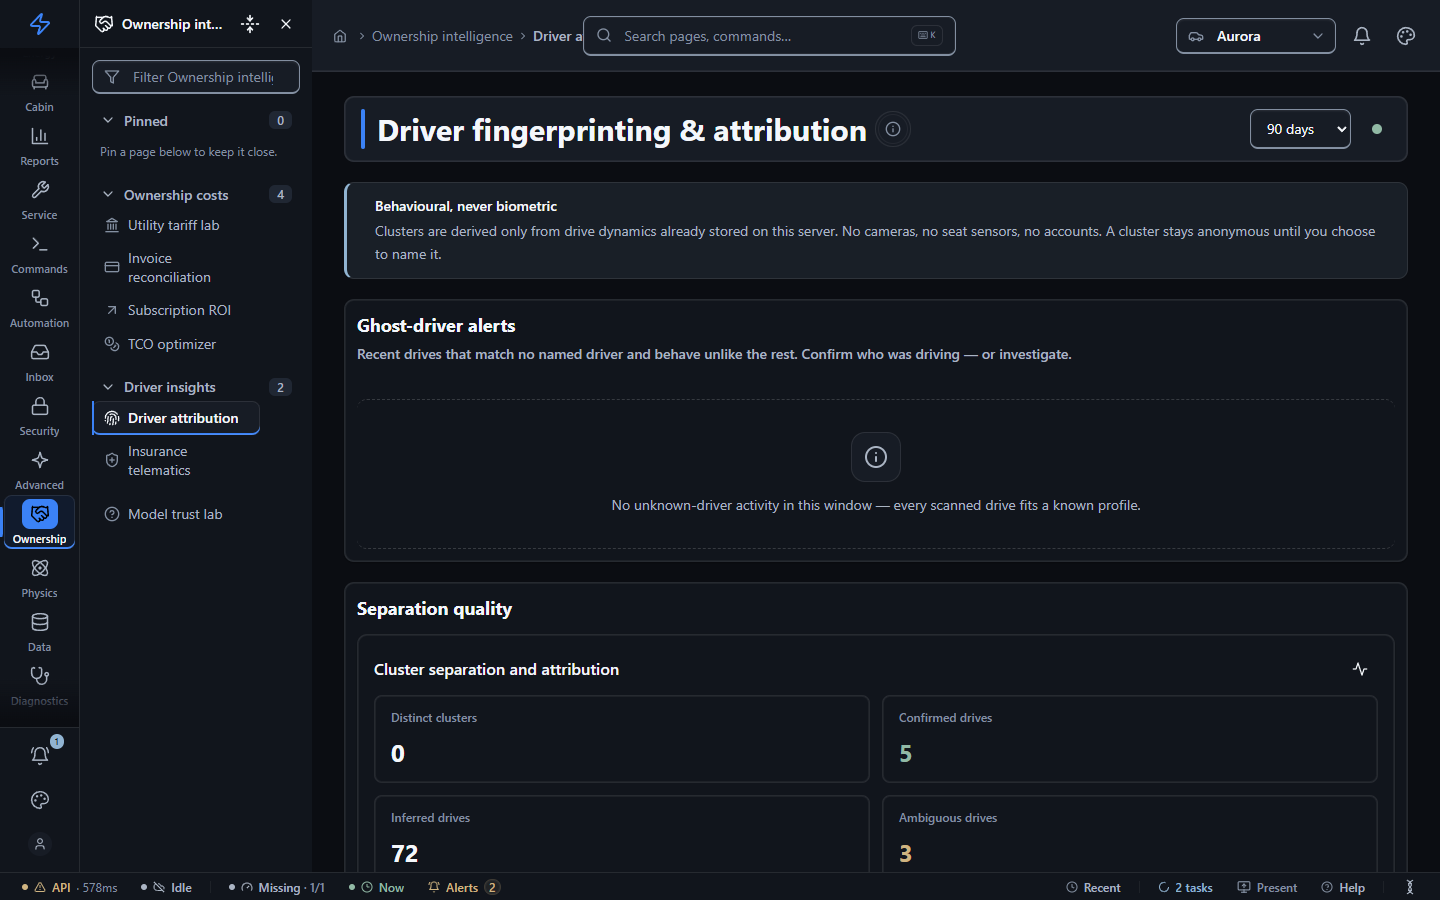 Ownership int...
Ownership intelligence
Driver a
Search pages, commands...
K
Aurora
Cabin
Reports
Service
Commands
Automation
Inbox
Security
Advanced
Ownership
Physics
Data
Diagnostics
1
Filter Ownership intelli
Pinned
0
Pin a page below to keep it close.
Ownership costs
4
Utility tariff lab
Invoice
reconciliation
Subscription ROI
TCO optimizer
Driver insights
2
Driver attribution
Insurance
telematics
Model trust lab
Driver fingerprinting & attribution
90 days
Behavioural, never biometric
Clusters are derived only from drive dynamics already stored on this server. No cameras, no seat sensors, no accounts. A cluster stays anonymous until you choose
to name it.
Ghost-driver alerts
Recent drives that match no named driver and behave unlike the rest. Confirm who was driving — or investigate.
No unknown-driver activity in this window — every scanned drive fits a known profile.
Separation quality
Cluster separation and attribution
Distinct clusters
0
Confirmed drives
5
Inferred drives
72
Ambiguous drives
3
API · 578ms
Idle
Missing · 1/1
Now
Alerts 2
Recent
2 tasks
Present
Help